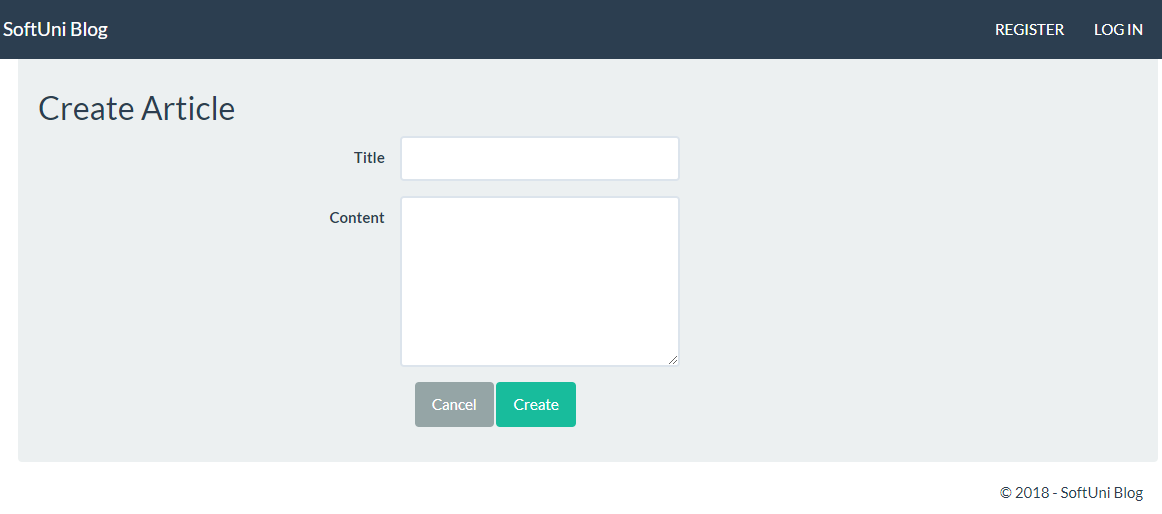 SoftUni Blog
REGISTER
LOG IN
Create Article
Title
Content
Cancel
Create
© 2018 - SoftUni Blog